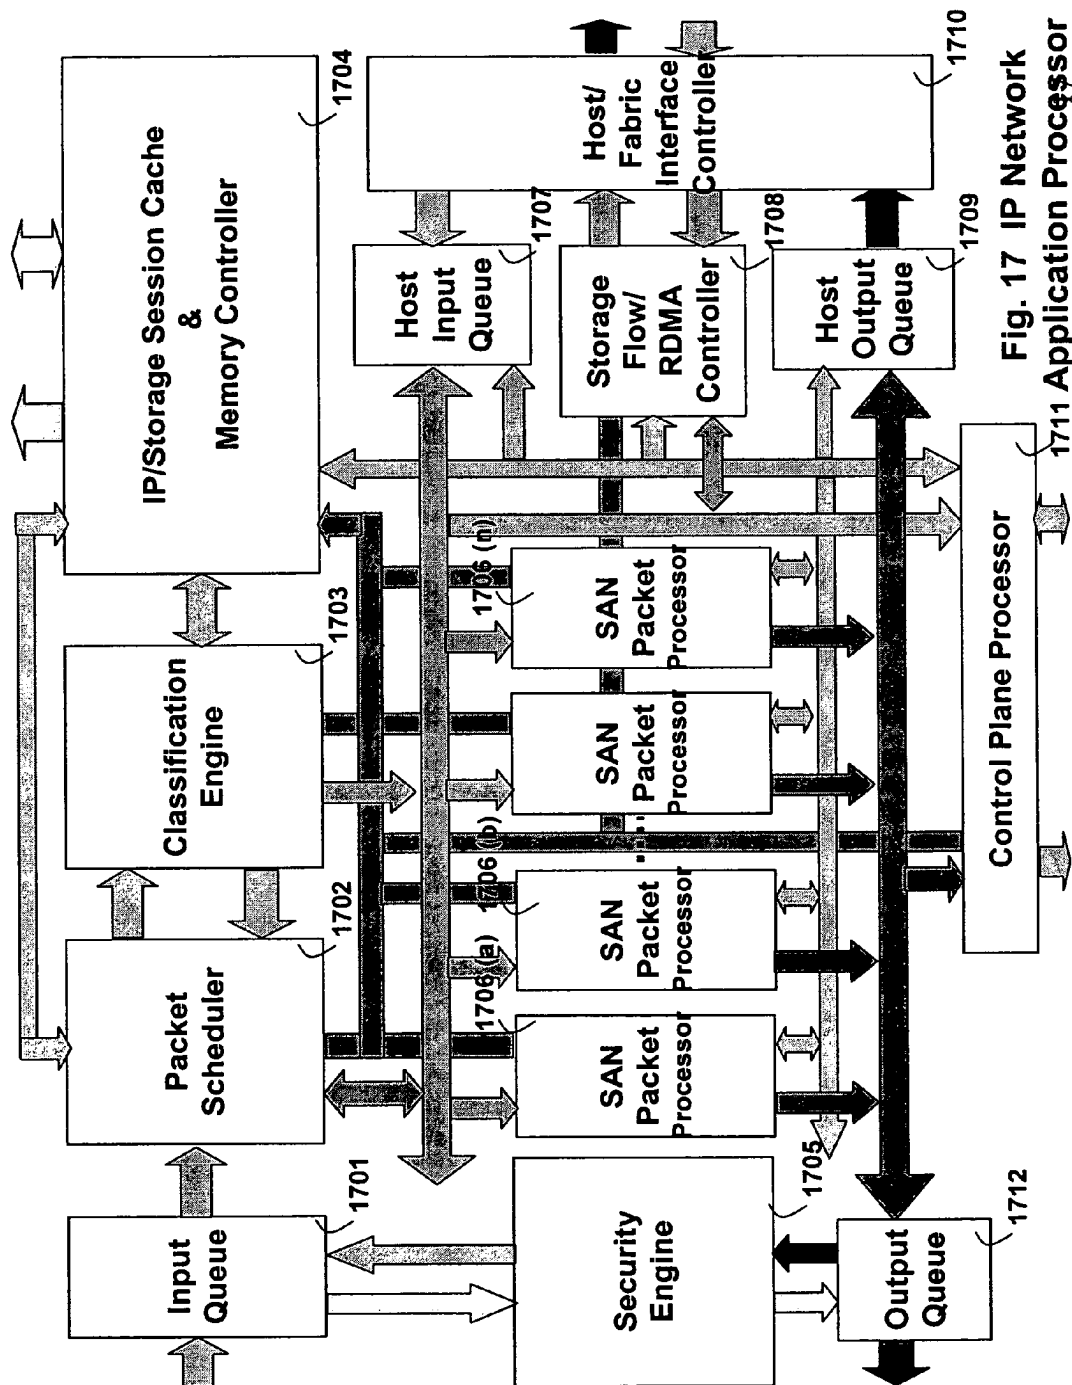 1701
Input
Queue
1702
Packet
Scheduler
1703
Classification
Engine
1704
IP/Storage Session Cache
&
Memory Controller
1705
Security
Engine
1706 (a)
SAN
Packet
Processor
1706 (b)
SAN
Packet
Processor
....
SAN
Packet
Processor
1706 (n)
SAN
Packet
Processor
1707
Host
Input
Queue
1708
Storage
Flow/
RDMA
Controller
1709
Host
Output
Queue
1710
Host/
Fabric
Interface
Controller
1711
Control Plane Processor
1712
Output
Queue
Fig. 17 IP Network
Application Processor